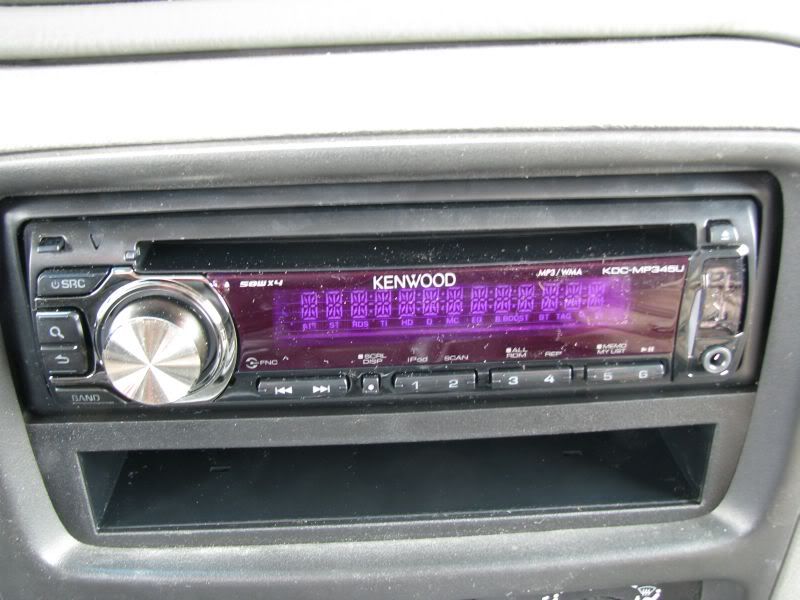 SRC
50W×4
KENWOOD
MP3/WMA
KDC-MP345U
ST RDS TI HD MC EQ B.BOOST BT TAG
FNC
SCRL
DISP
iPod
SCAN
ALL
RDM
REP
MEMO
MY LIST
1 2
3 4
5 6
BAND